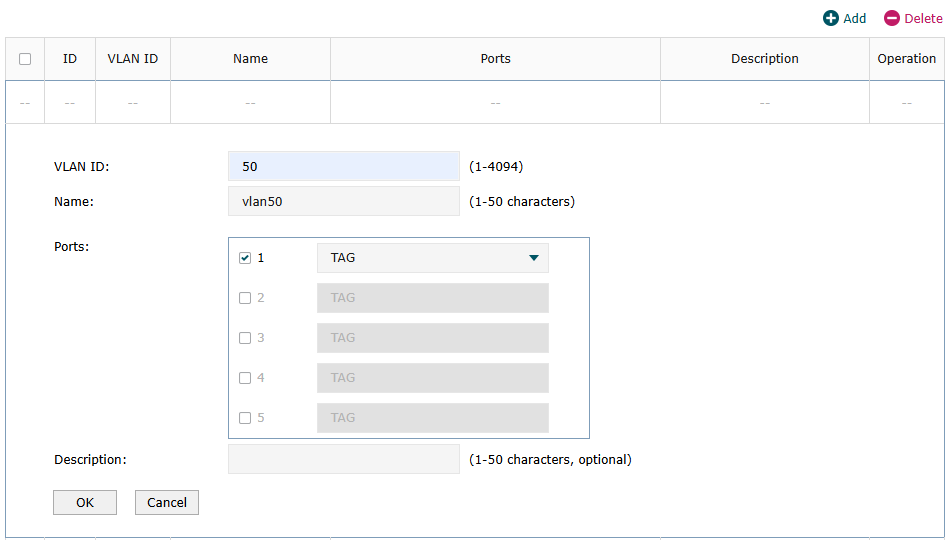 Add Delete
ID VLAN ID Name Ports Description Operation
-- -- -- -- -- -- --
VLAN ID: 50 (1-4094)
Name: vlan50 (1-50 characters)
Ports: 1 TAG
2 TAG
3 TAG
4 TAG
5 TAG
Description: (1-50 characters, optional)
OK Cancel